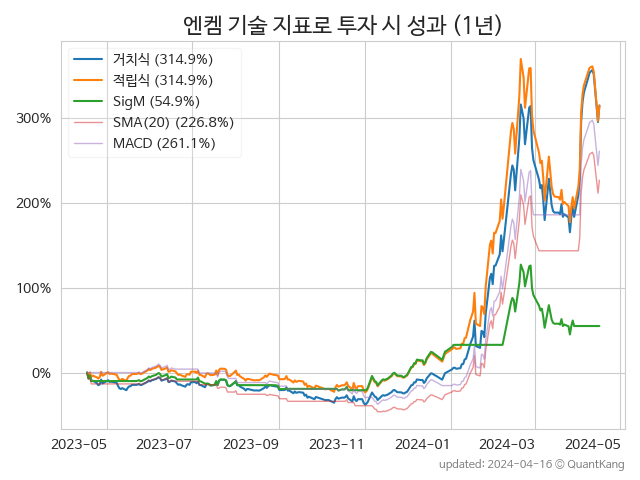 엔켐 기술 지표로 투자 시 성과 (1년)
거치식 (314.9%)
적립식 (314.9%)
SigM (54.9%)
SMA(20) (226.8%)
MACD (261.1%)
300%
200%
100%
0%
2023-05 2023-07 2023-09 2023-11 2024-01 2024-03 2024-05
updated: 2024-04-16 © QuantKang